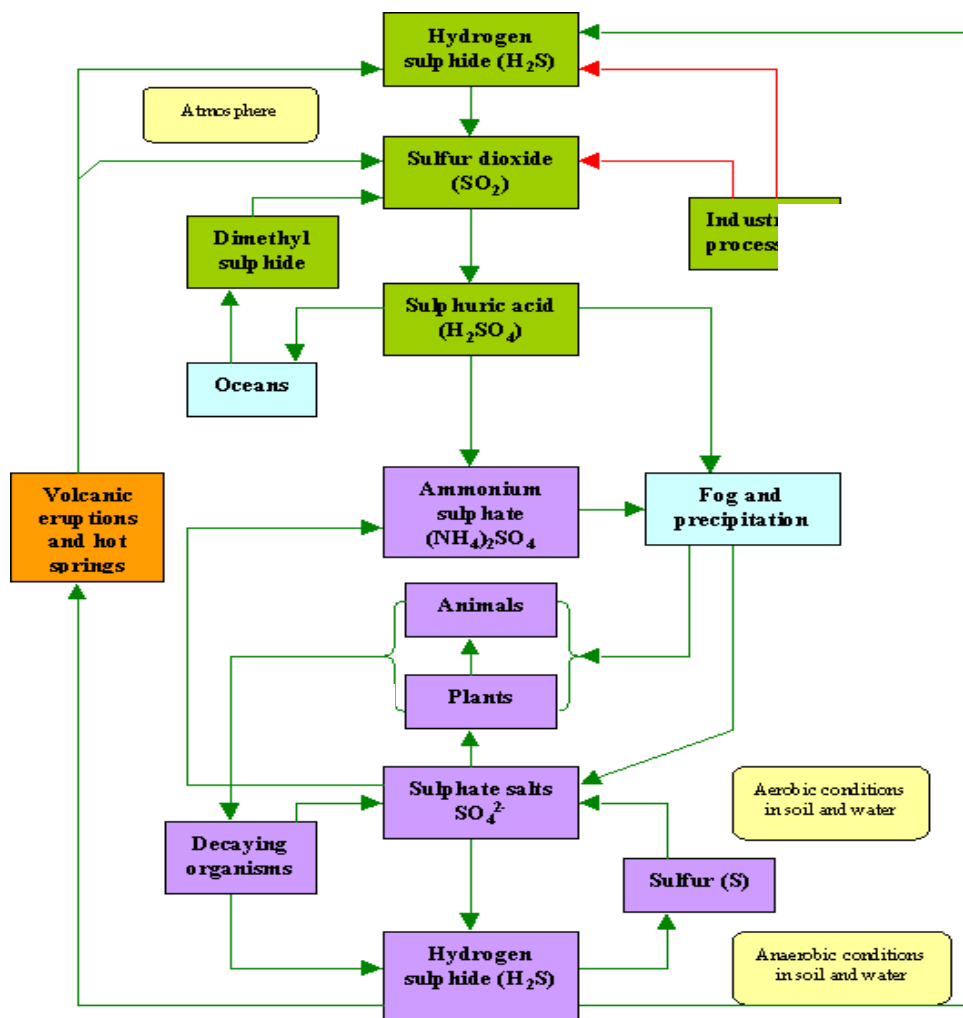 Hydrogen
sulphide (H₂S)
Atmosphere
Sulfur dioxide
(SO₂)
Dimethyl
sulphide
Sulphuric acid
(H₂SO₄)
Oceans
Volcanic
eruptions
and hot
springs
Ammonium
sulphate
(NH₄)₂SO₄
Fog and
precipitation
Animals
Plants
Sulphate salts
SO₄²⁻
Aerobic conditions
in soil and water
Decaying
organisms
Sulfur (S)
Hydrogen
sulphide (H₂S)
Anaerobic conditions
in soil and water